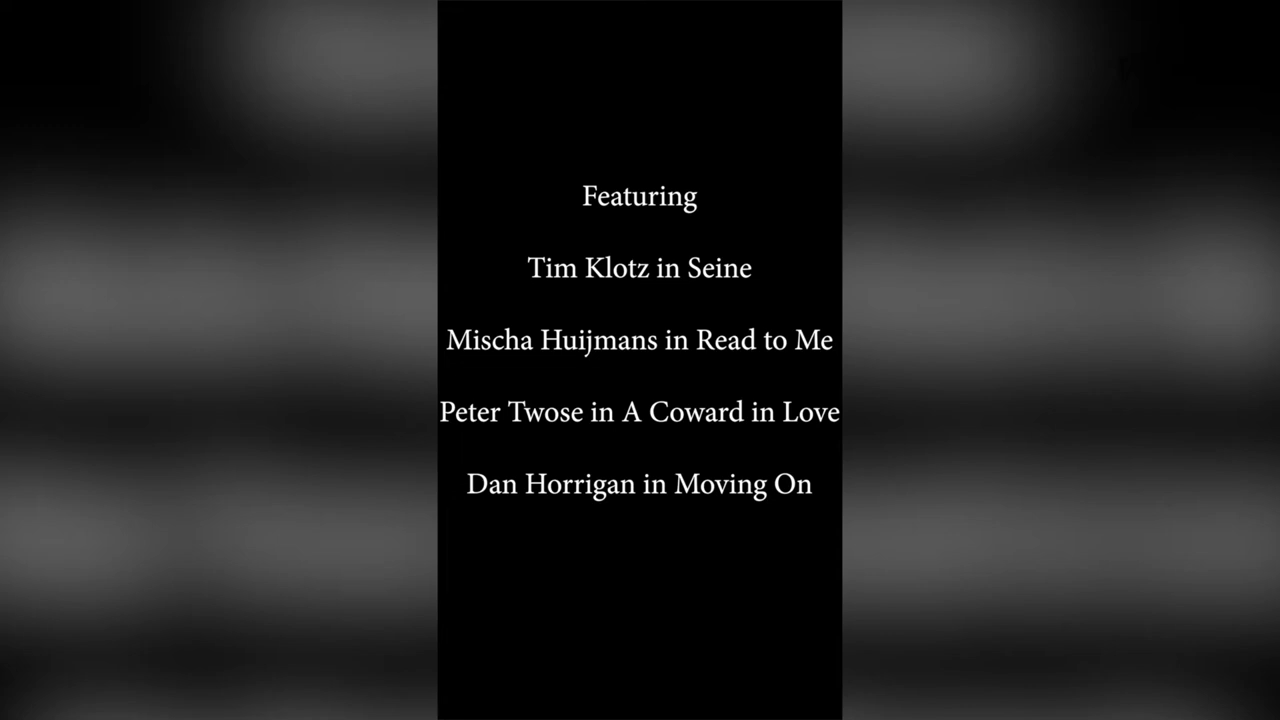 Featuring
Tim Klotz in Seine
Mischa Huijmans in Read to Me
Peter Twose in A Coward in Love
Dan Horrigan in Moving On